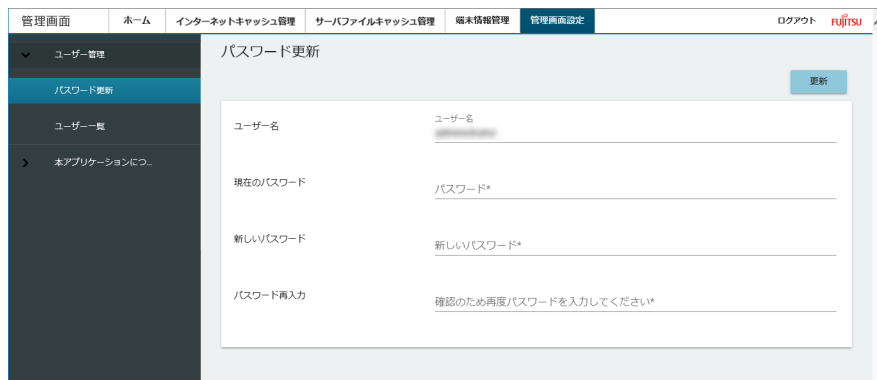 管理画面
ホーム
インターネットキャッシュ管理
サーバファイルキャッシュ管理
端末情報管理
管理画面設定
ログアウト
FUJITSU
ユーザー管理
パスワード更新
ユーザー一覧
本アプリケーションにつ...
パスワード更新
更新
ユーザー名
ユーザー名
現在のパスワード
パスワード*
新しいパスワード
新しいパスワード*
パスワード再入力
確認のため再度パスワードを入力してください*